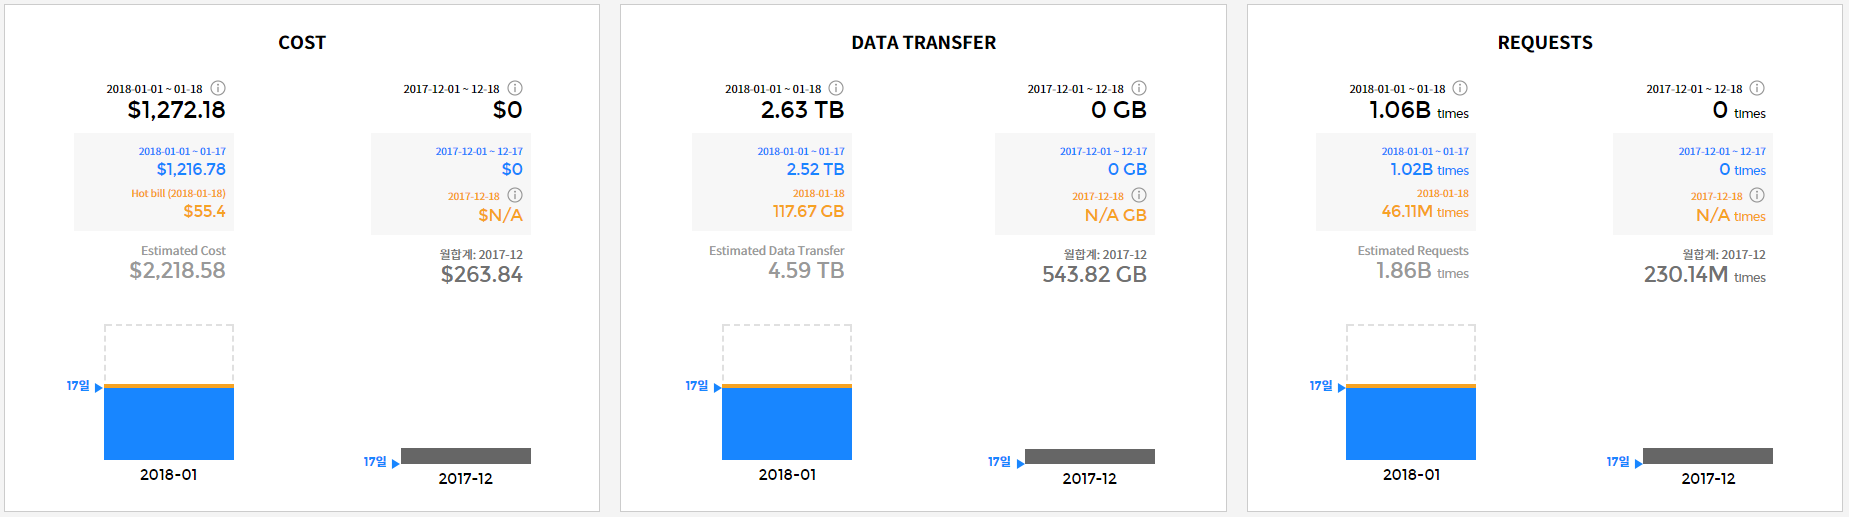 COST
2018-01-01 ~ 01-18
$1,272.18
2018-01-01 ~ 01-17
$1,216.78
Hot bill (2018-01-18)
$55.4
Estimated Cost
$2,218.58
2017-12-01 ~ 12-18
$0
2017-12-01 ~ 12-17
$0
2017-12-18
$N/A
월합계: 2017-12
$263.84
17일
2018-01
17일
2017-12
DATA TRANSFER
2018-01-01 ~ 01-18
2.63 TB
2018-01-01 ~ 01-17
2.52 TB
2018-01-18
117.67 GB
Estimated Data Transfer
4.59 TB
2017-12-01 ~ 12-18
0 GB
2017-12-01 ~ 12-17
0 GB
2017-12-18
N/A GB
월합계: 2017-12
543.82 GB
17일
2018-01
17일
2017-12
REQUESTS
2018-01-01 ~ 01-18
1.06B times
2018-01-01 ~ 01-17
1.02B times
2018-01-18
46.11M times
Estimated Requests
1.86B times
2017-12-01 ~ 12-18
0 times
2017-12-01 ~ 12-17
0 times
2017-12-18
N/A times
월합계: 2017-12
230.14M times
17일
2018-01
17일
2017-12